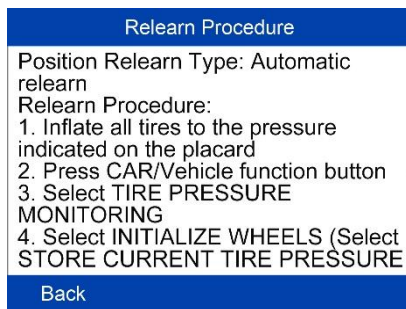 Relearn Procedure
Position Relearn Type: Automatic
relearn
Relearn Procedure:
1. Inflate all tires to the pressure
indicated on the placard
2. Press CAR/Vehicle function button
3. Select TIRE PRESSURE
MONITORING
4. Select INITIALIZE WHEELS (Select
STORE CURRENT TIRE PRESSURE
Back